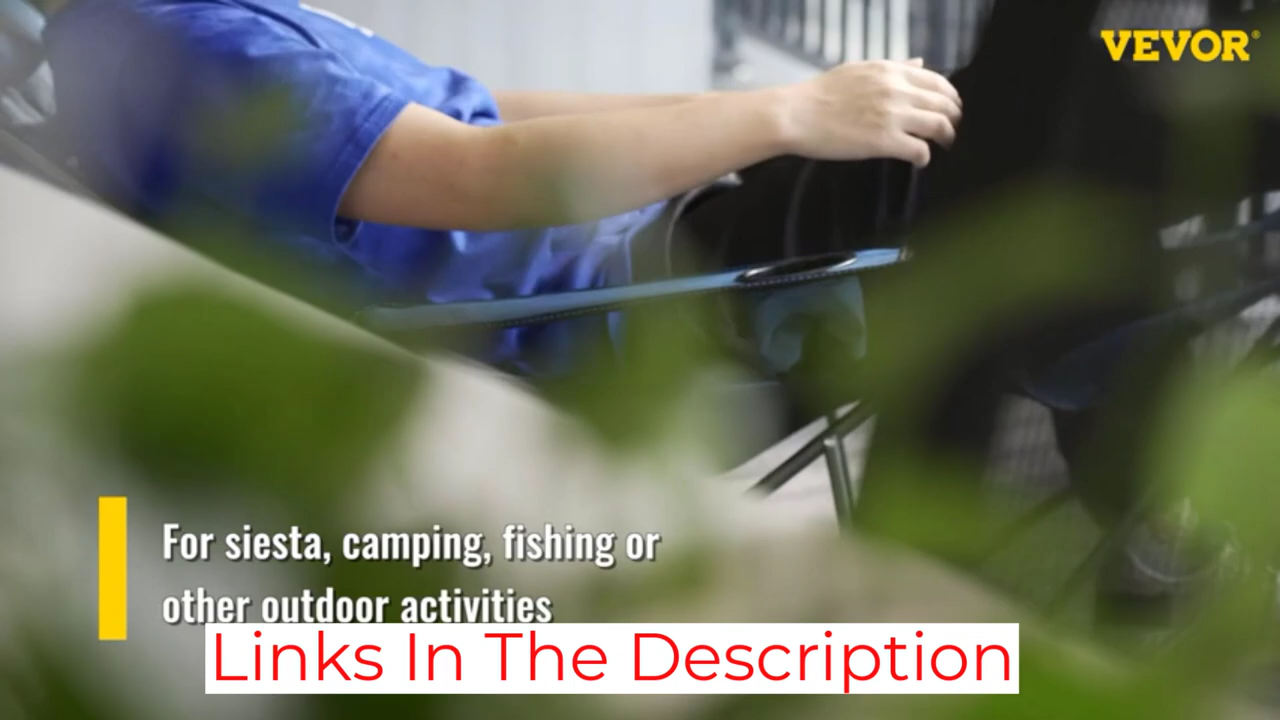 VEVOR®
For siesta, camping, fishing or
other outdoor activities
Links In The Description